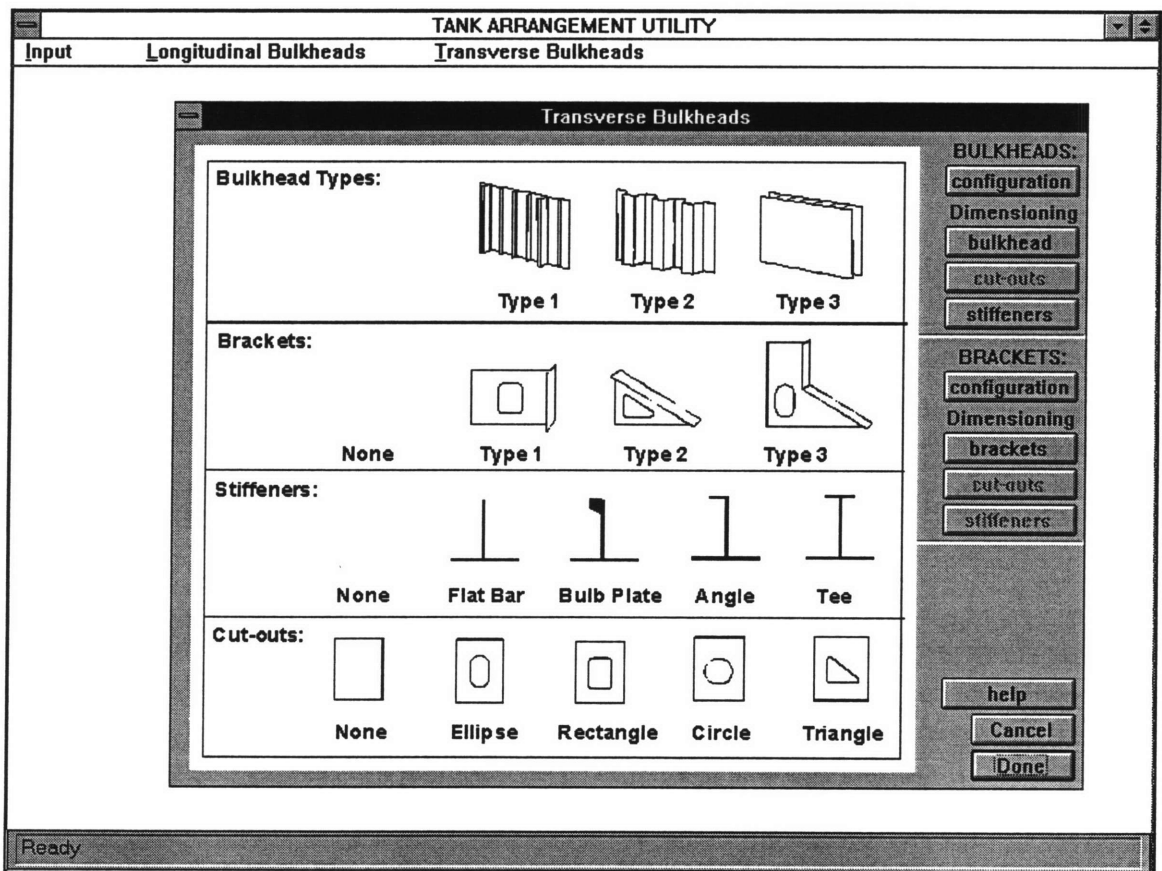 TANK ARRANGEMENT UTILITY
Input Longitudinal Bulkheads Transverse Bulkheads
Transverse Bulkheads
Bulkhead Types:
Type 1 Type 2 Type 3
Brackets:
None Type 1 Type 2 Type 3
Stiffeners:
None Flat Bar Bulb Plate Angle Tee
Cut-outs:
None Ellipse Rectangle Circle Triangle
BULKHEADS:
configuration
Dimensioning
bulkhead
cut-outs
stiffeners
BRACKETS:
configuration
Dimensioning
brackets
cut-outs
stiffeners
help
Cancel
Done
Ready